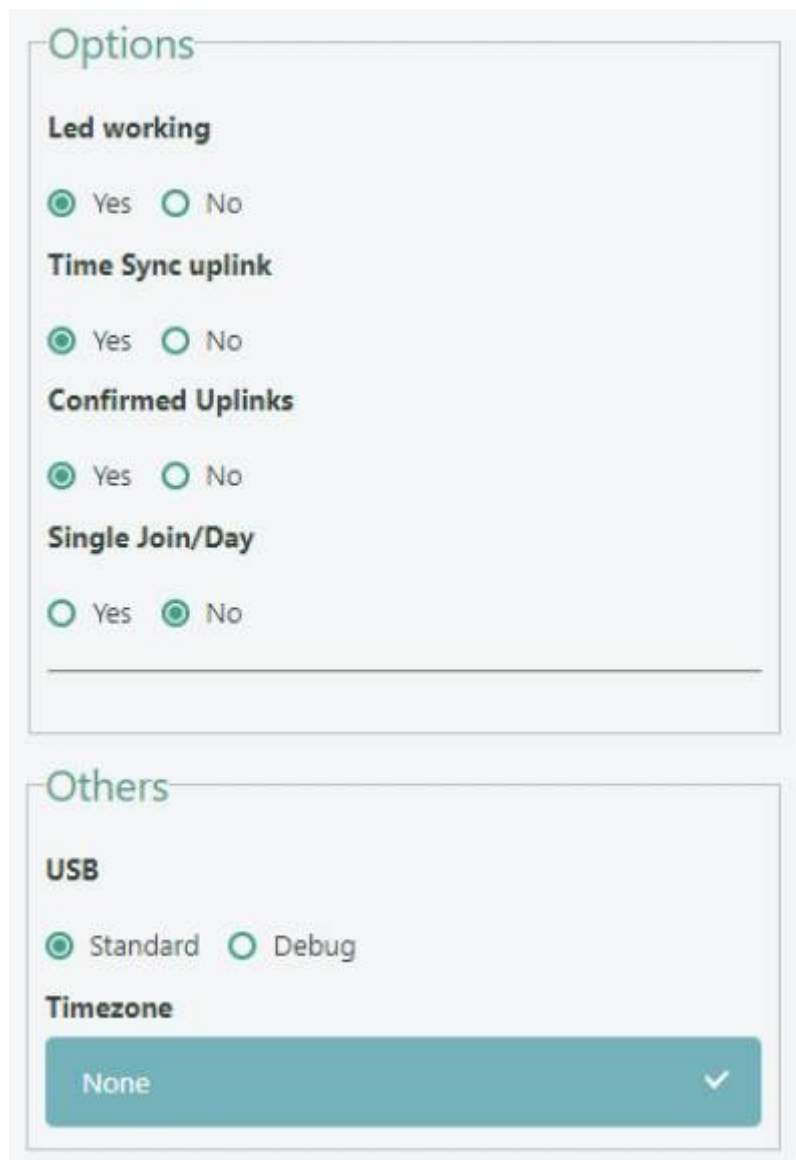 Options
Led working
Yes No
Time Sync uplink
Yes No
Confirmed Uplinks
Yes No
Single Join/Day
Yes No
Others
USB
Standard Debug
Timezone
None